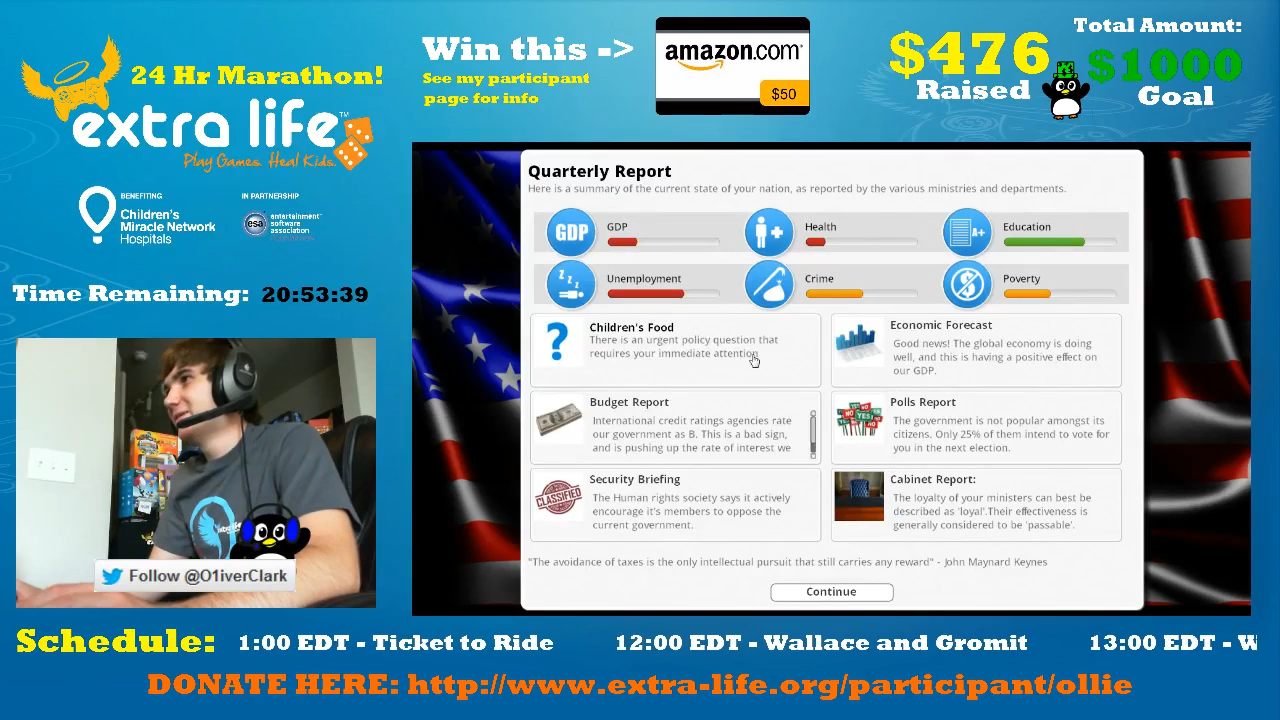 24 Hr Marathon!
extra life™
Play Games. Heal Kids.
BENEFITING
Children's
Miracle Network
Hospitals
IN PARTNERSHIP
esa
entertainment
software
association
Time Remaining: 20:53:39
Win this ->
See my participant
page for info
amazon.com
$50
$476
Raised
Total Amount:
$1000
Goal
Quarterly Report
Here is a summary of the current state of your nation, as reported by the various ministries and departments.
GDP
GDP
Health
A+
Education
Unemployment
Crime
Poverty
Children's Food
There is an urgent policy question that
requires your immediate attention
Economic Forecast
Good news! The global economy is doing
well, and this is having a positive effect on
our GDP.
Budget Report
International credit ratings agencies rate
our government as B. This is a bad sign,
and is pushing up the rate of interest we
NO
YES
NO
Polls Report
The government is not popular amongst its
citizens. Only 25% of them intend to vote for
you in the next election.
CLASSIFIED
Security Briefing
The Human rights society says it actively
encourage it's members to oppose the
current government.
Cabinet Report:
The loyalty of your ministers can best be
described as 'loyal'.Their effectiveness is
generally considered to be 'passable'.
"The avoidance of taxes is the only intellectual pursuit that still carries any reward" - John Maynard Keynes
Continue
extra life
Follow @O1iverClark
Schedule: 1:00 EDT - Ticket to Ride 12:00 EDT - Wallace and Gromit 13:00 EDT - W
DONATE HERE: http://www.extra-life.org/participant/ollie